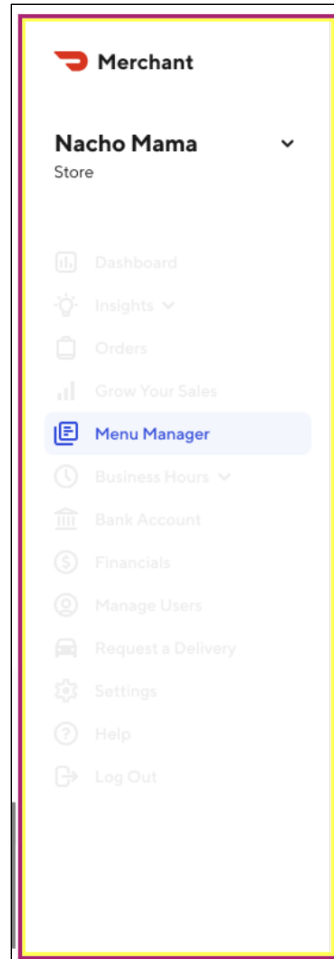 Merchant
Nacho Mama
Store
Dashboard
Insights
Orders
Grow Your Sales
Menu Manager
Business Hours
Bank Account
Financials
Manage Users
Request a Delivery
Settings
Help
Log Out